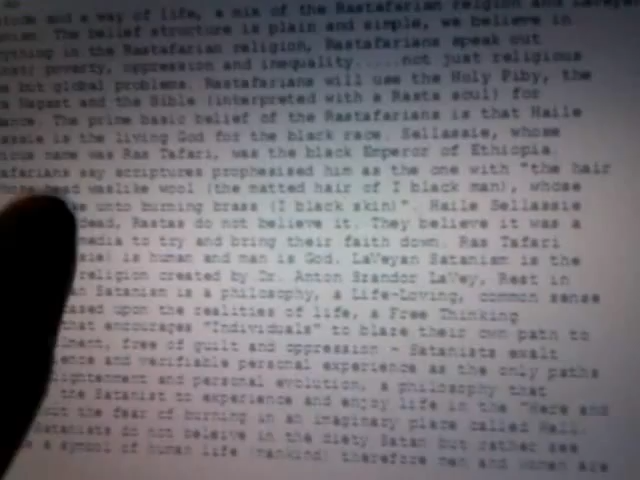 attitude and a way of life, a mix of the Rastafarian religion and LaVeyan
The belief structure is plain and simple, we believe in
in the Rastafarian religion, Rastafarians speak out
poverty, oppression and inequality.....not just religious
but global problems. Rastafarians will use the Holy Piby, the
Nagast and the Bible (interpreted with a Rasta soul) for
The prime basic belief of the Rastafarians is that Haile
is the living God for the black race. Sellassie, whose
name was Ras Tafari, was the black Emperor of Ethiopia.
say scriptures prophesized him as the one with "the hair
head waslike wool (the matted hair of I black man), whose
unto burning brass (I black skin)". Haile Sellassie
dead, Rastas do not believe it. They believe it was a
media to try and bring their faith down. Ras Tafari
is human and man is God. LaVeyan Satanism is the
religion created by Dr. Anton Szandor LaVey, Rest in
Satanism is a philosophy, a Life-Loving, common sense
upon the realities of life, a Free Thinking
that encourages "Individuals" to blaze their own path to
free of guilt and oppression - Satanists exalt
and verifiable personal experience as the only paths
and personal evolution, a philosophy that
the Satanist to experience and enjoy life in the "Here and
the fear of burning in an imaginary place called Hell.
Satanists do not beleive in the diety Satan but rather see
a symbol of human life (mankind) therefore men and women are